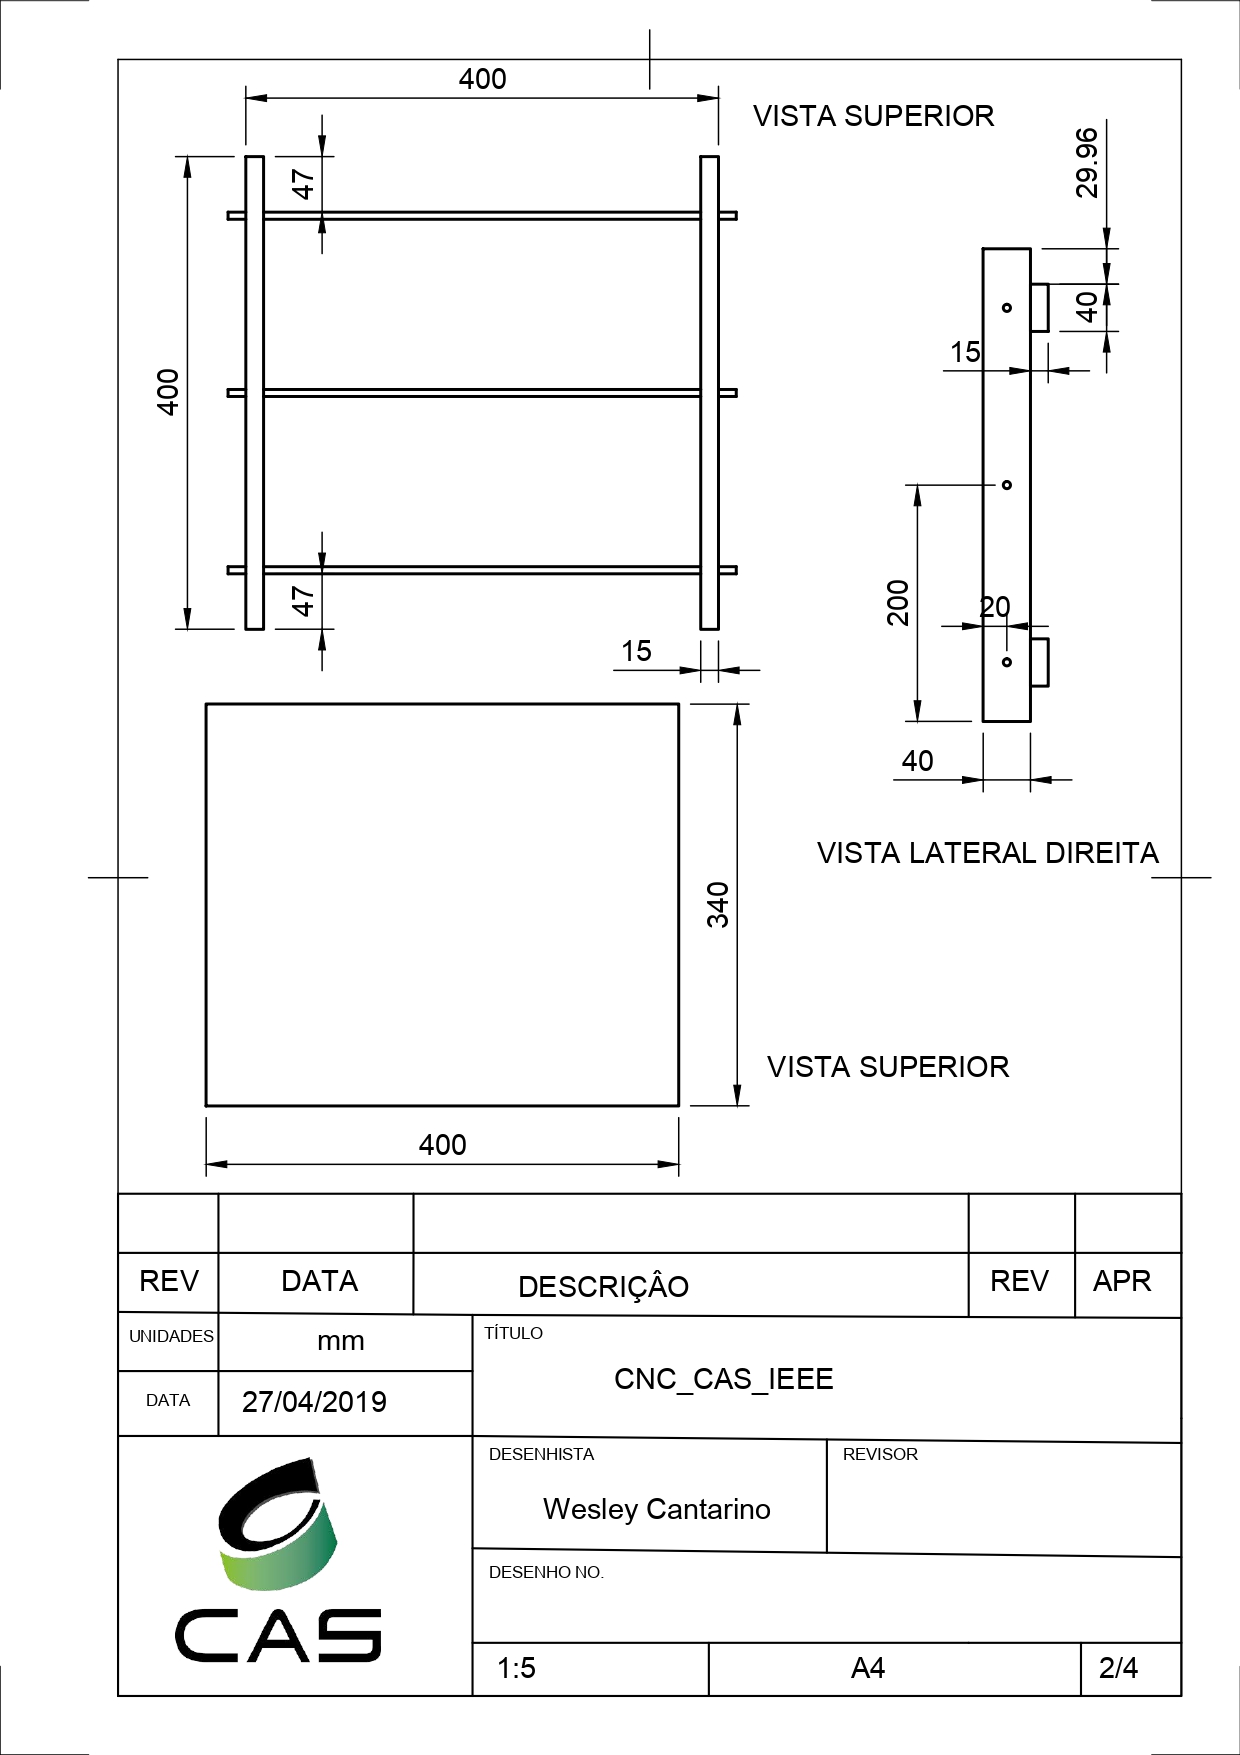 400
VISTA SUPERIOR
47
29.96
40
15
400
200
20
47
15
40
VISTA LATERAL DIREITA
340
VISTA SUPERIOR
400
REV DATA DESCRIÇÂO REV APR
UNIDADES mm TÍTULO
CNC_CAS_IEEE
DATA 27/04/2019
DESENHISTA REVISOR
Wesley Cantarino
DESENHO NO.
CAS
1:5 A4 2/4